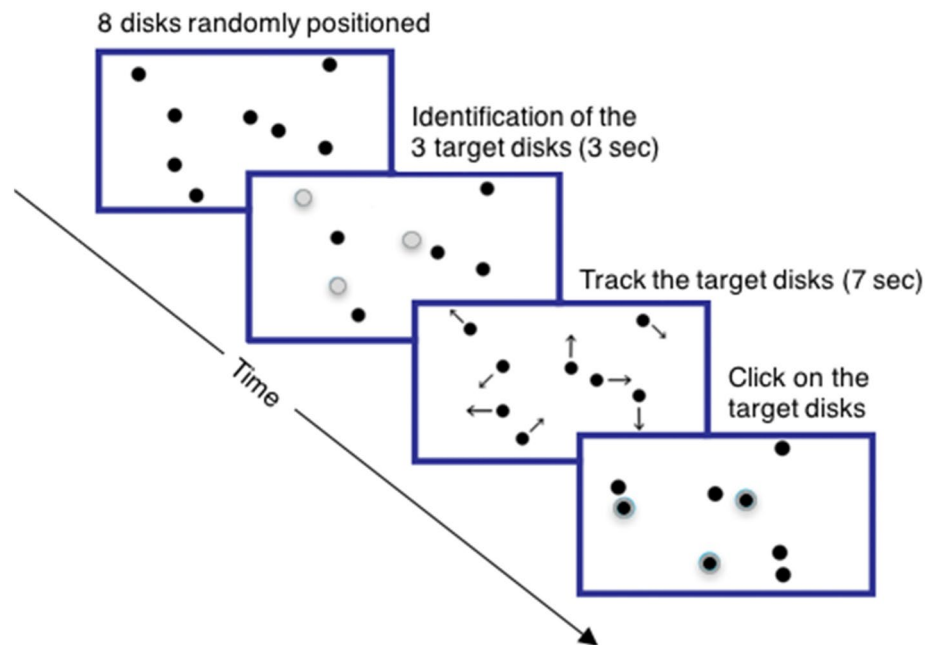 8 disks randomly positioned
Identification of the
3 target disks (3 sec)
Track the target disks (7 sec)
Click on the
target disks
Time